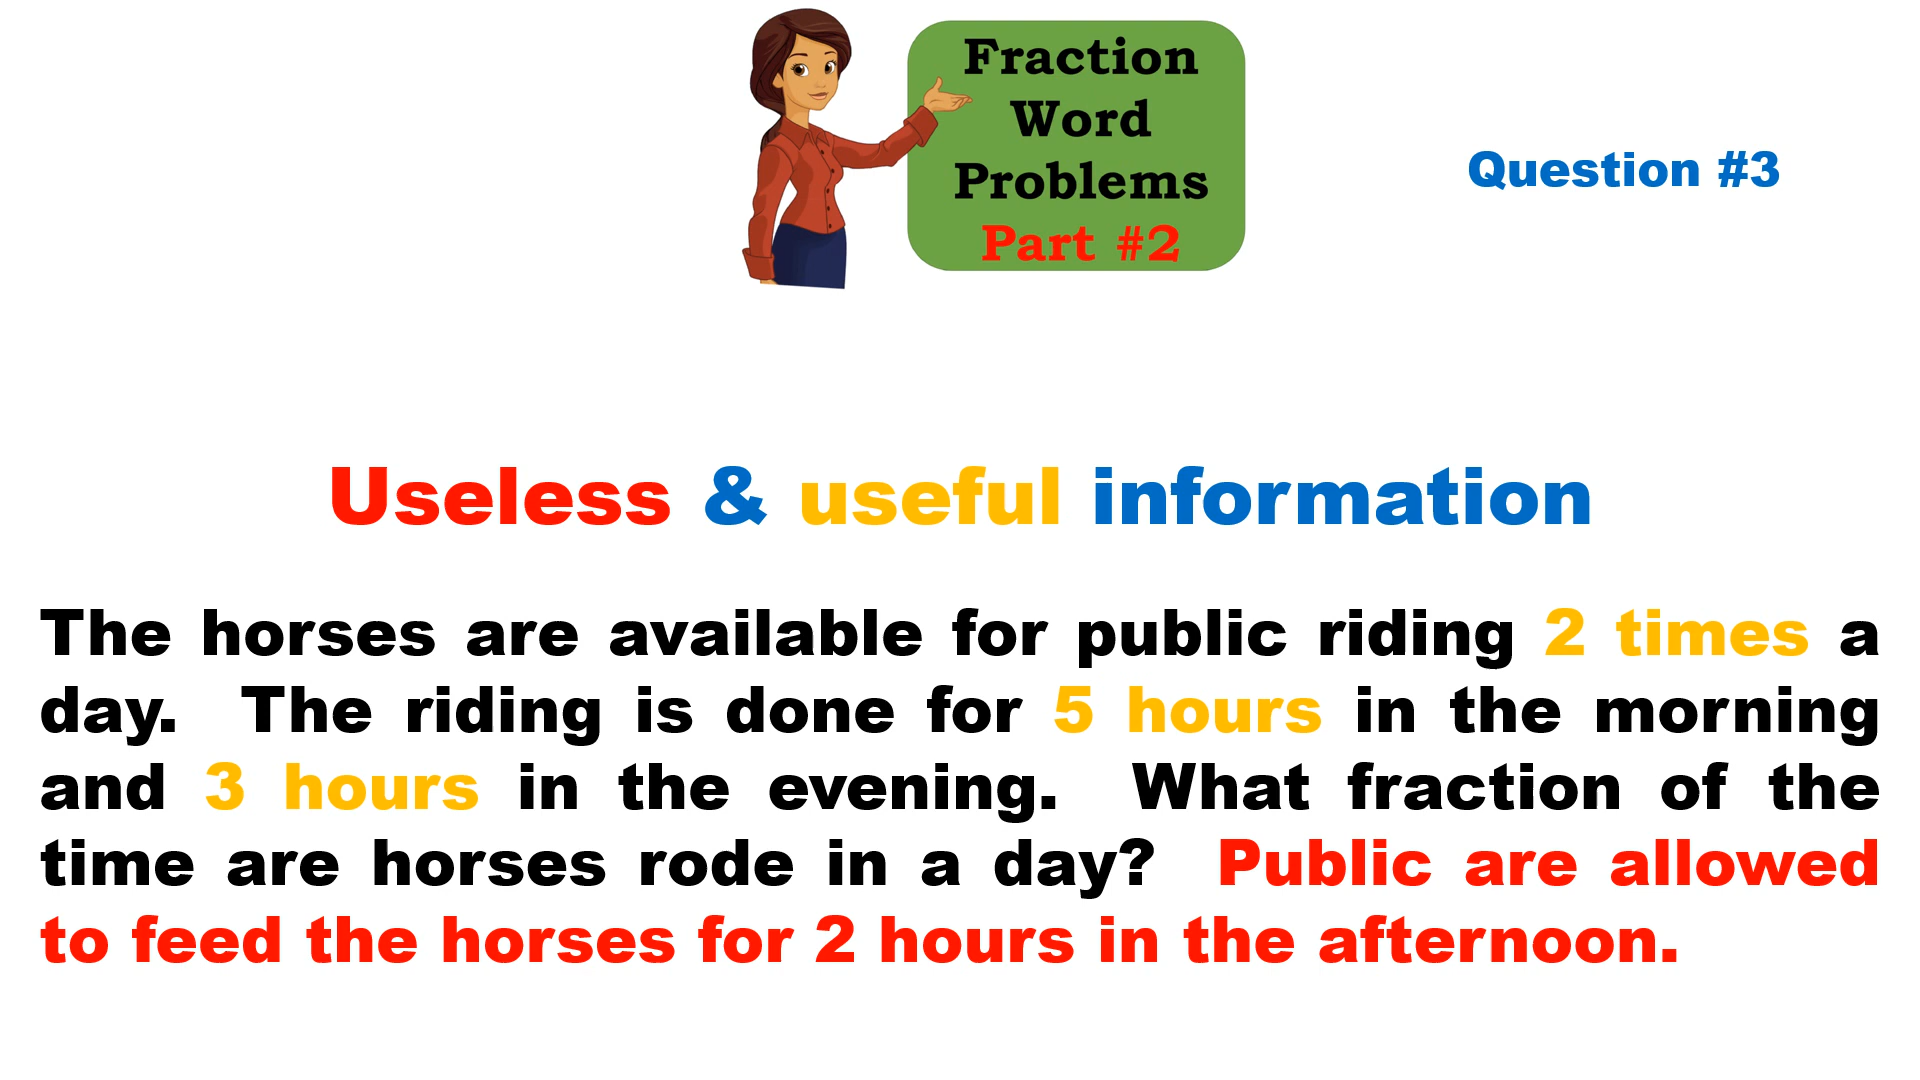 Fraction
Word
Problems
Part #2
Question #3
Useless & useful information
The horses are available for public riding 2 times a
day. The riding is done for 5 hours in the morning
and 3 hours in the evening. What fraction of the
time are horses rode in a day? Public are allowed
to feed the horses for 2 hours in the afternoon.